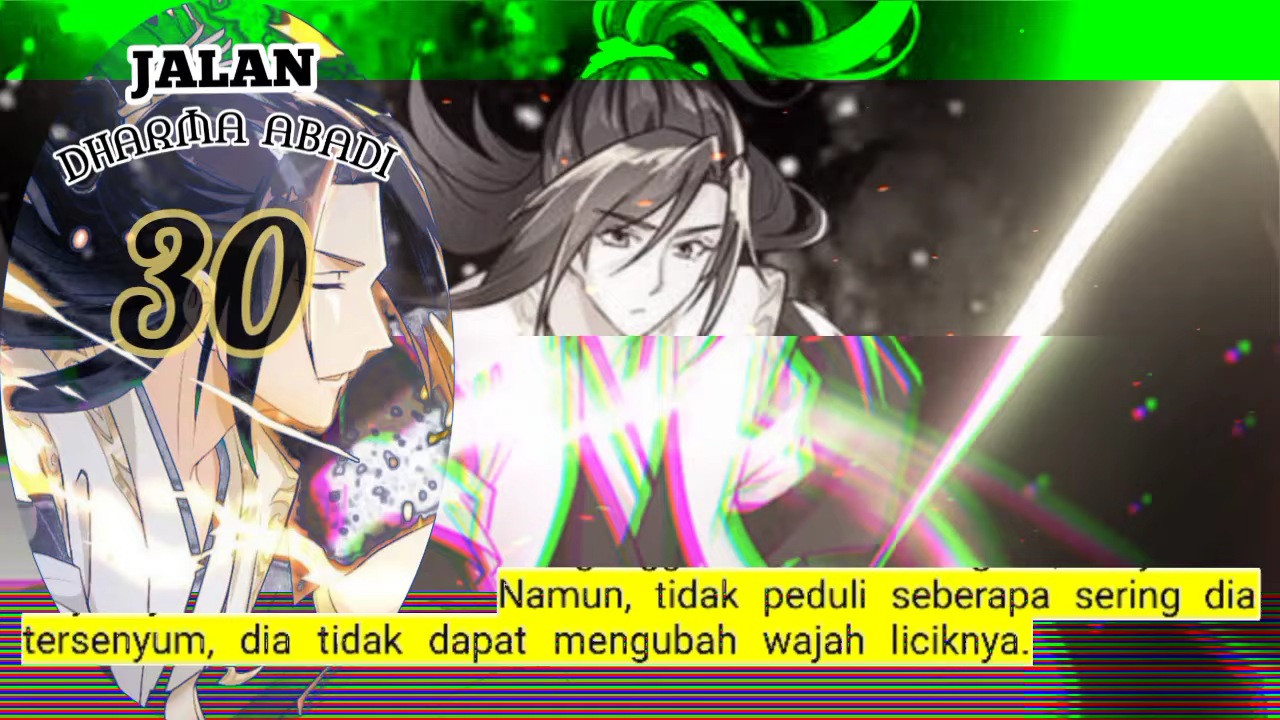 JALAN
DHARMA ABADI
30
Namun, tidak peduli seberapa sering dia
tersenyum, dia tidak dapat mengubah wajah liciknya.